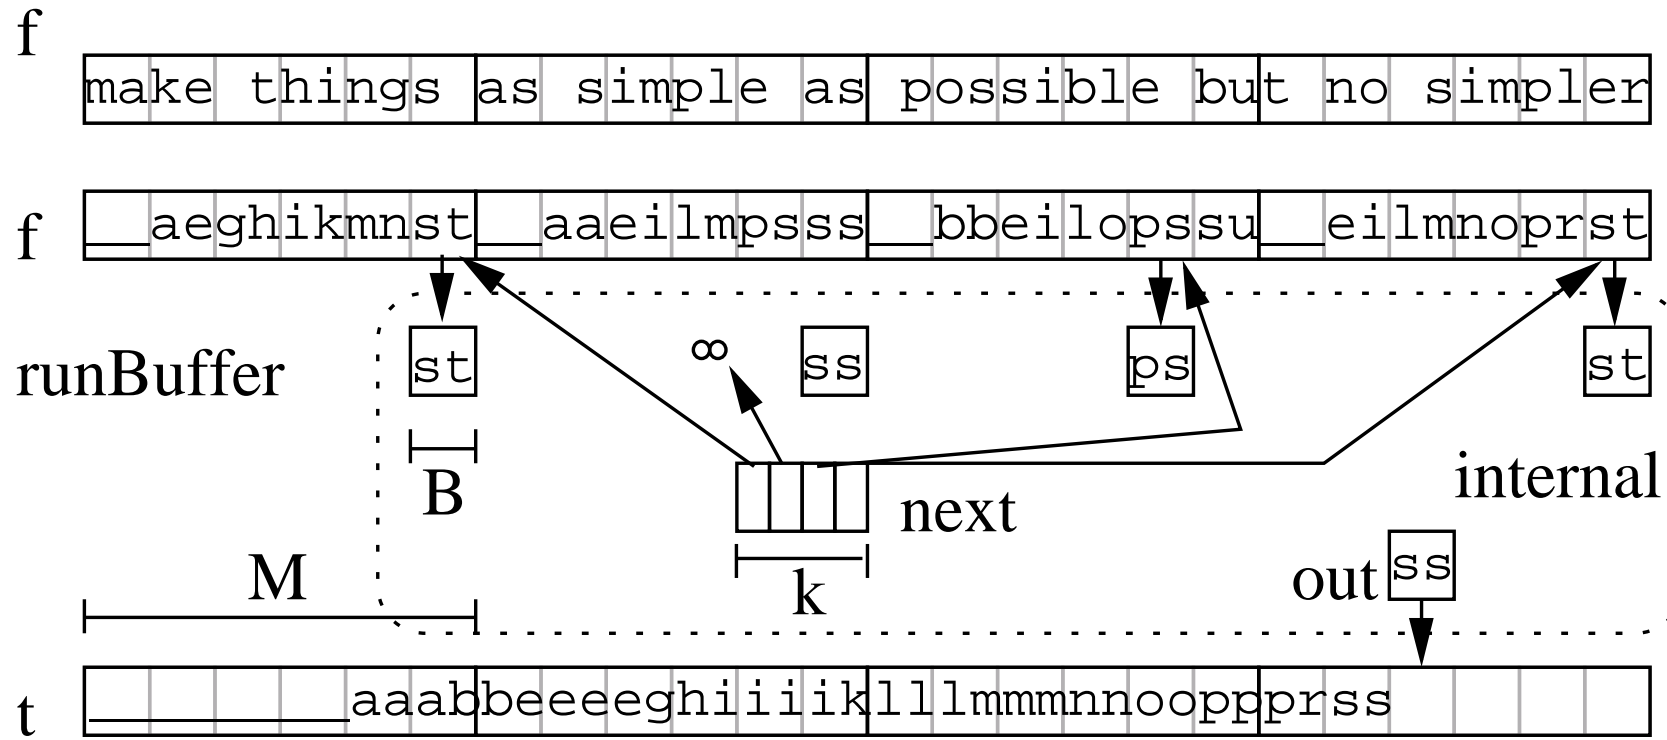 f
make things as simple as possible but no simpler
f
__aeghikmnst__aaeilmpsss__bbeilopssu__eilmnoprst
runBuffer
st
∞
ss
ps
st
B
next
internal
M
k
out
ss
t
________aaabbeeeeghiiiiklllmmmnnooppprss